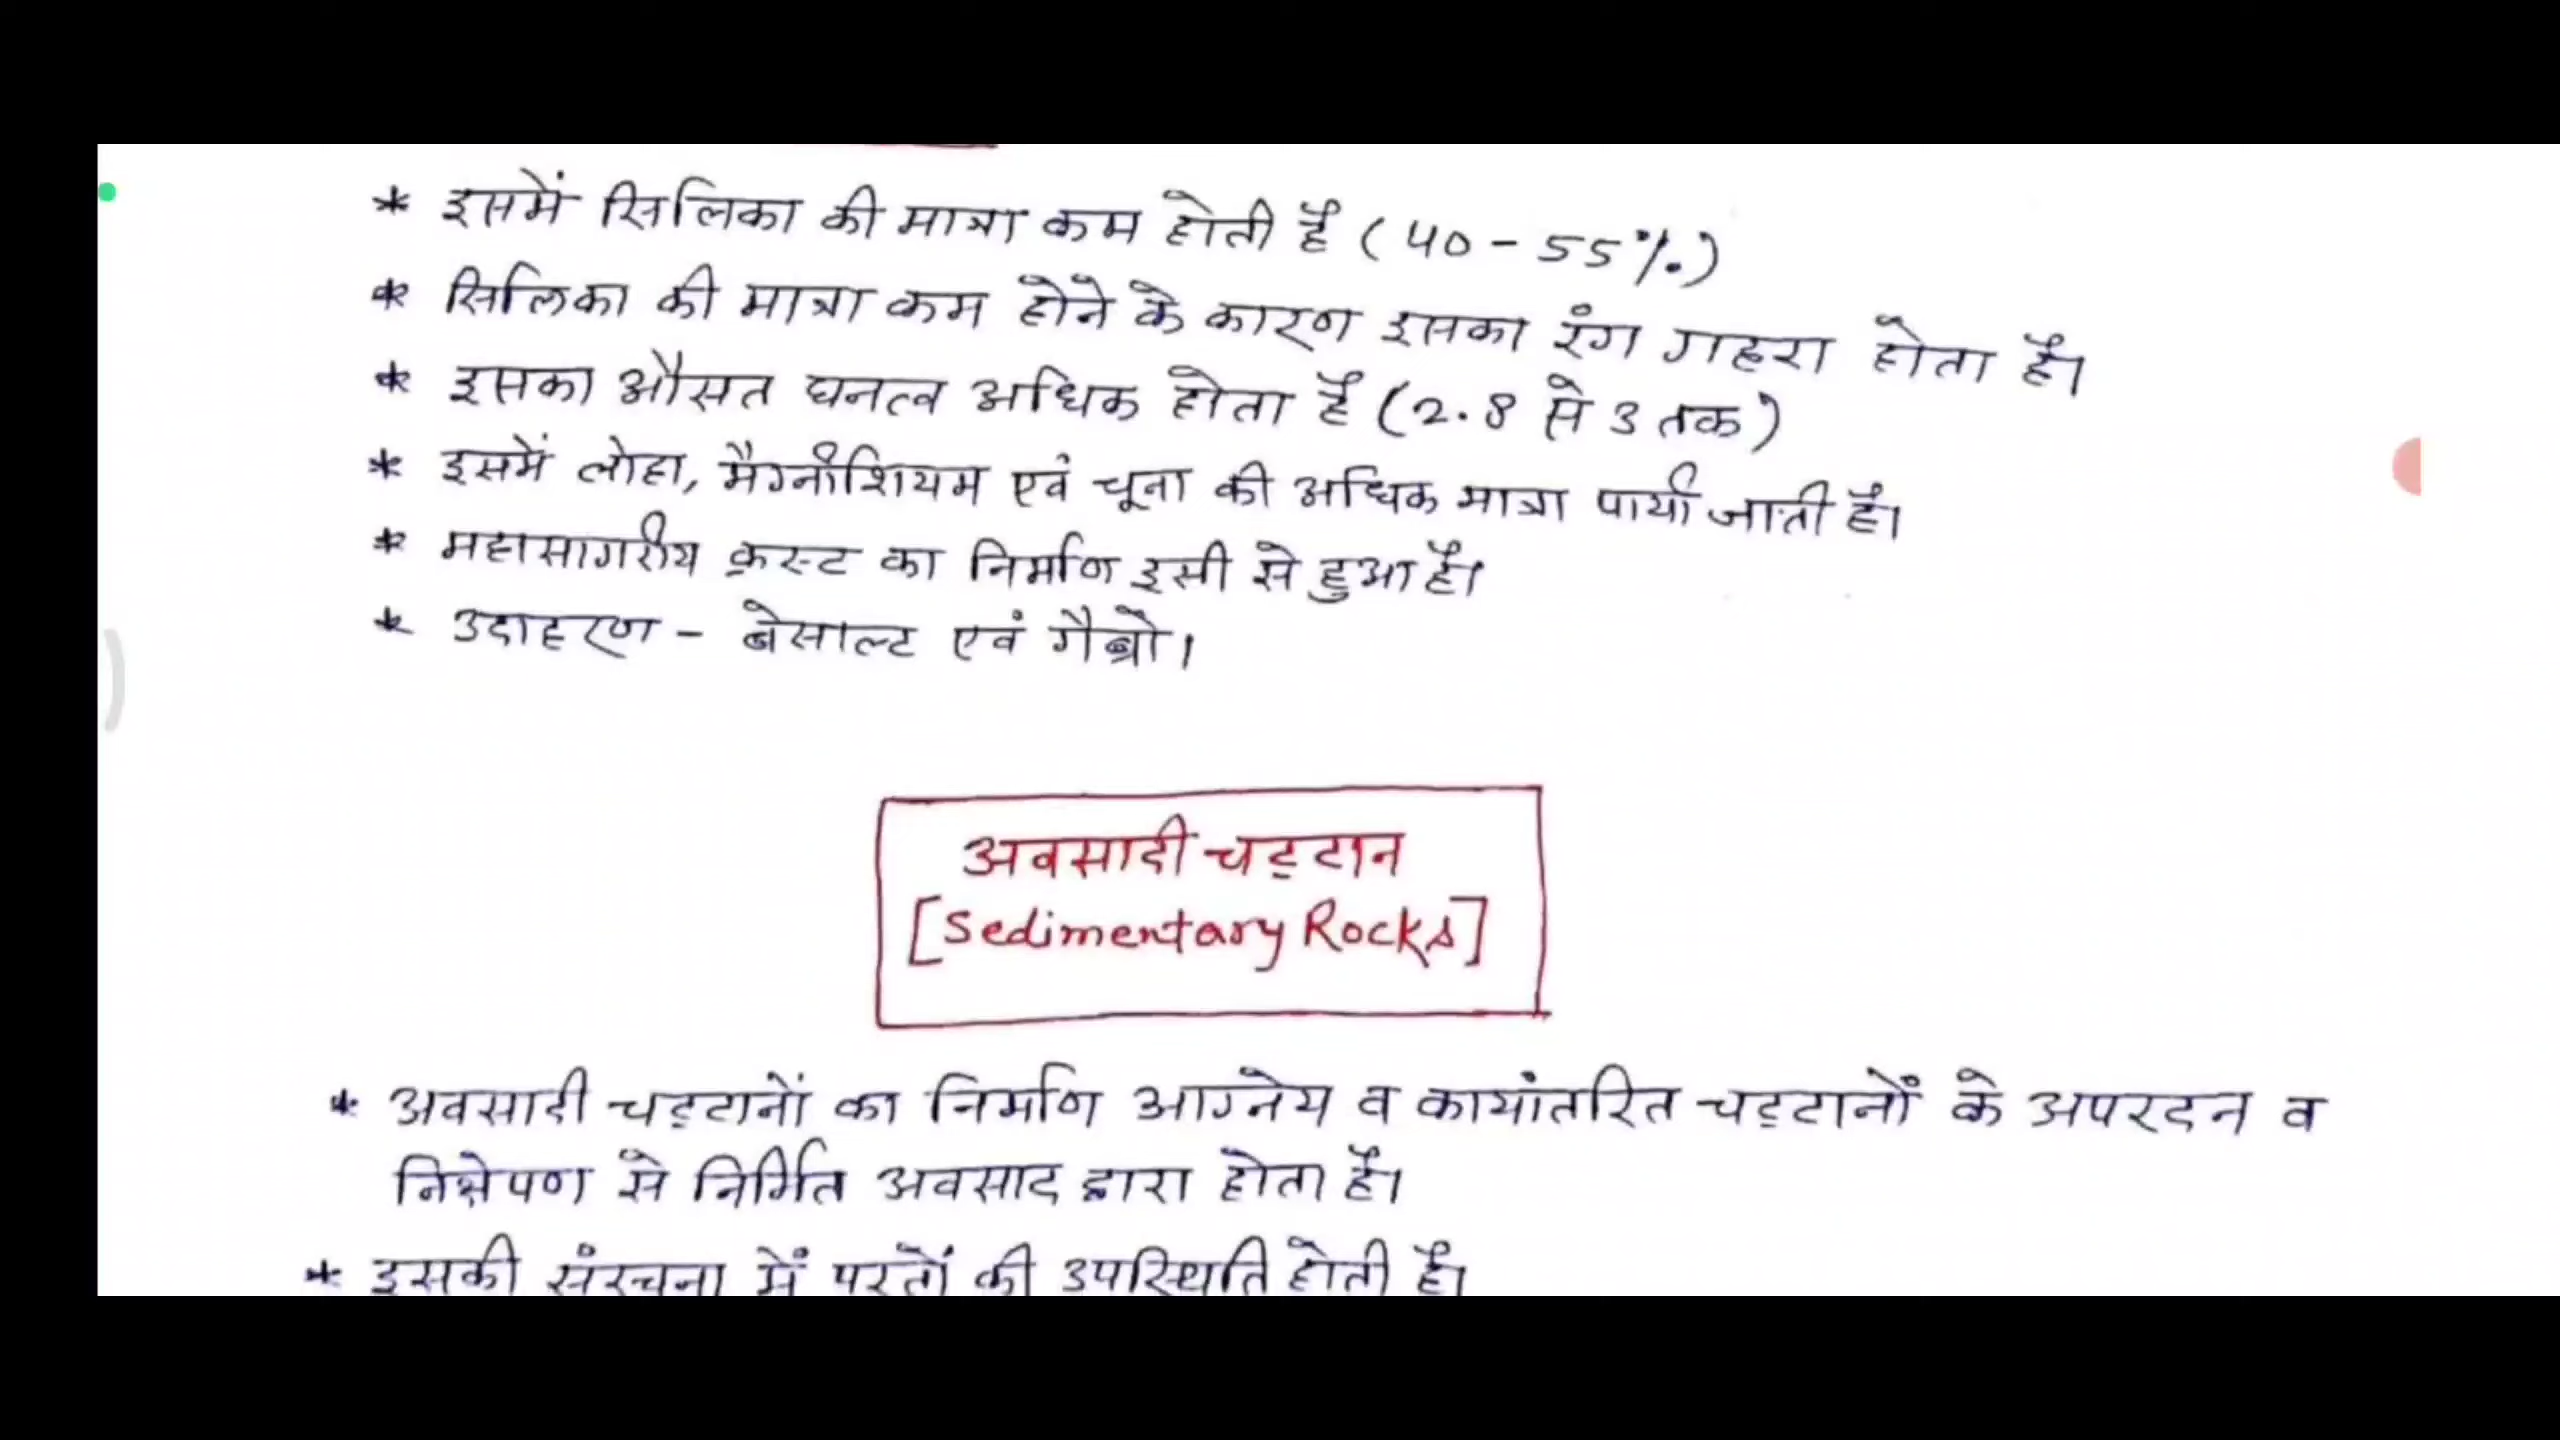 * इसमें सिलिका की मात्रा कम होती है (40 - 55%)
* सिलिका की मात्रा कम होने के कारण इसका रंग गहरा होता है।
* इसका औसत घनत्व अधिक होता है (2.8 से 3 तक)
* इसमें लोहा, मैग्नीशियम एवं चूना की अधिक मात्रा पायी जाती है।
* महासागरीय क्रस्ट का निर्माण इसी से हुआ है।
* उदाहरण - बेसाल्ट एवं गैब्रो।
अवसादी चट्टान
[Sedimentary Rocks]
* अवसादी चट्टानों का निर्माण आग्नेय व कायांतरित चट्टानों के अपरदन व
निक्षेपण से निर्मित अवसाद द्वारा होता है।
* इसकी संरचना में परतों की उपस्थिति होती है।